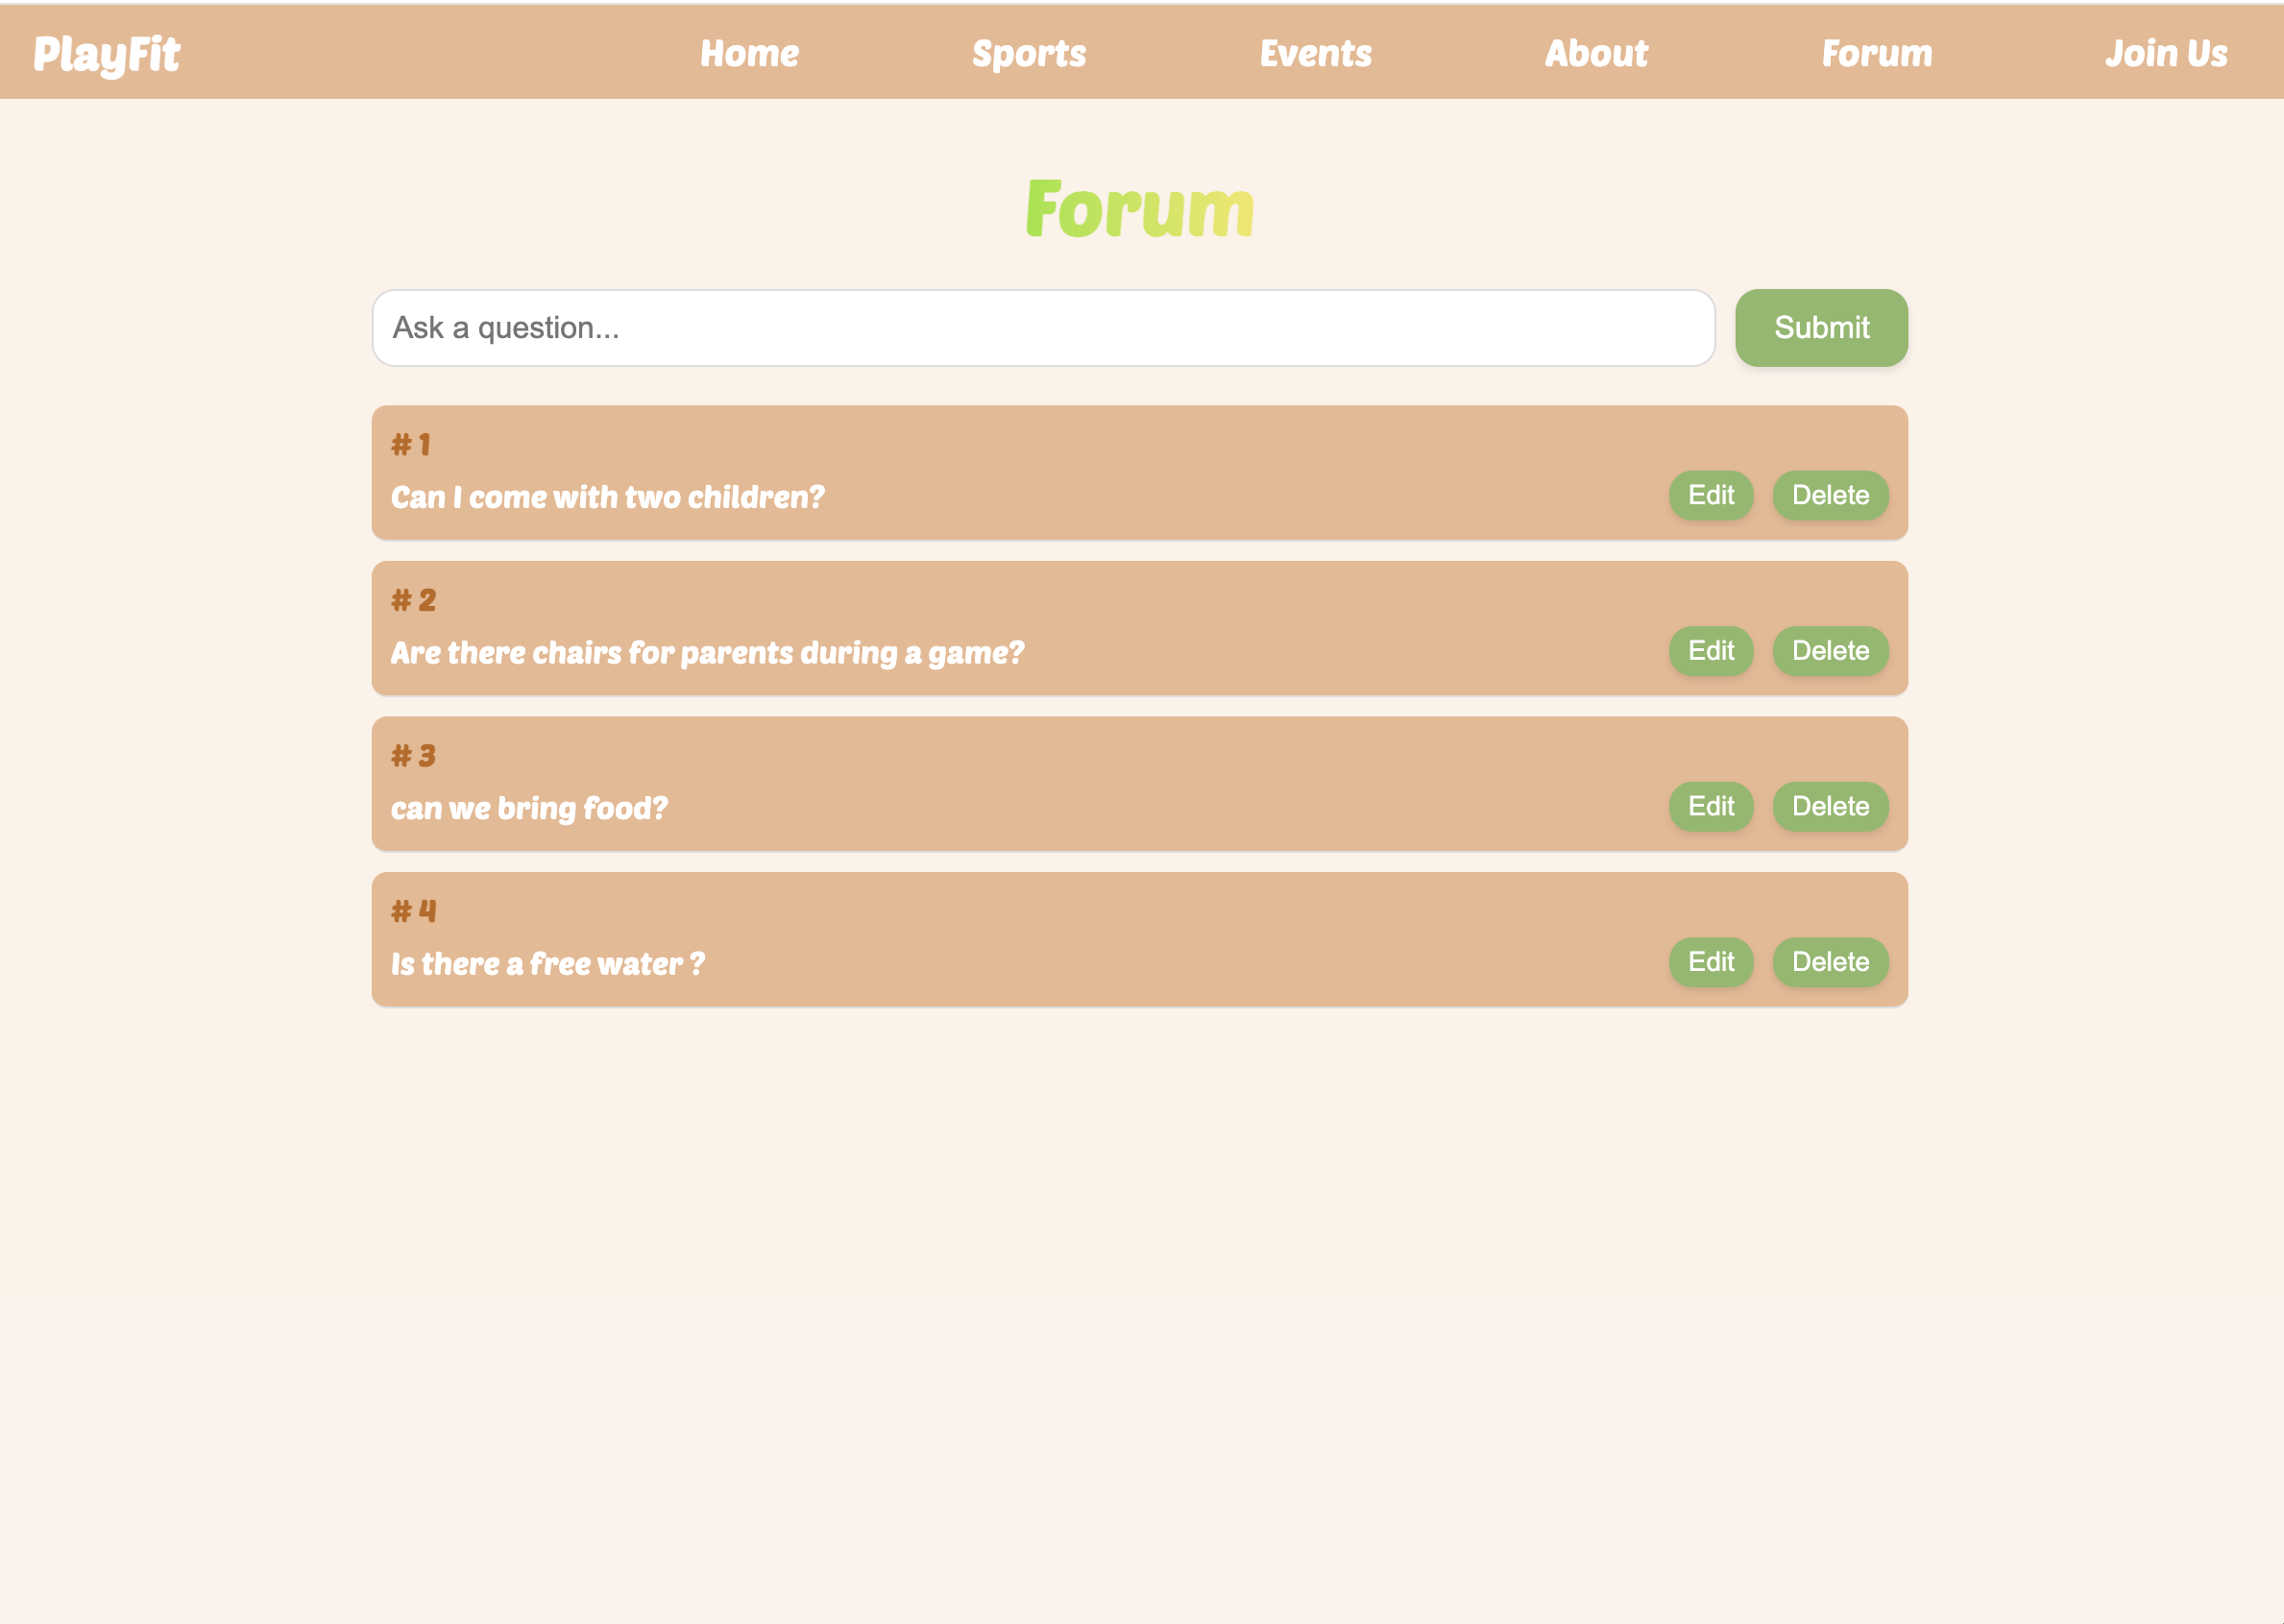 PlayFit Home Sports Events About Forum Join Us
Forum
Ask a question... Submit
# 1
Can I come with two children? Edit Delete
# 2
Are there chairs for parents during a game? Edit Delete
# 3
can we bring food? Edit Delete
# 4
Is there a free water ? Edit Delete